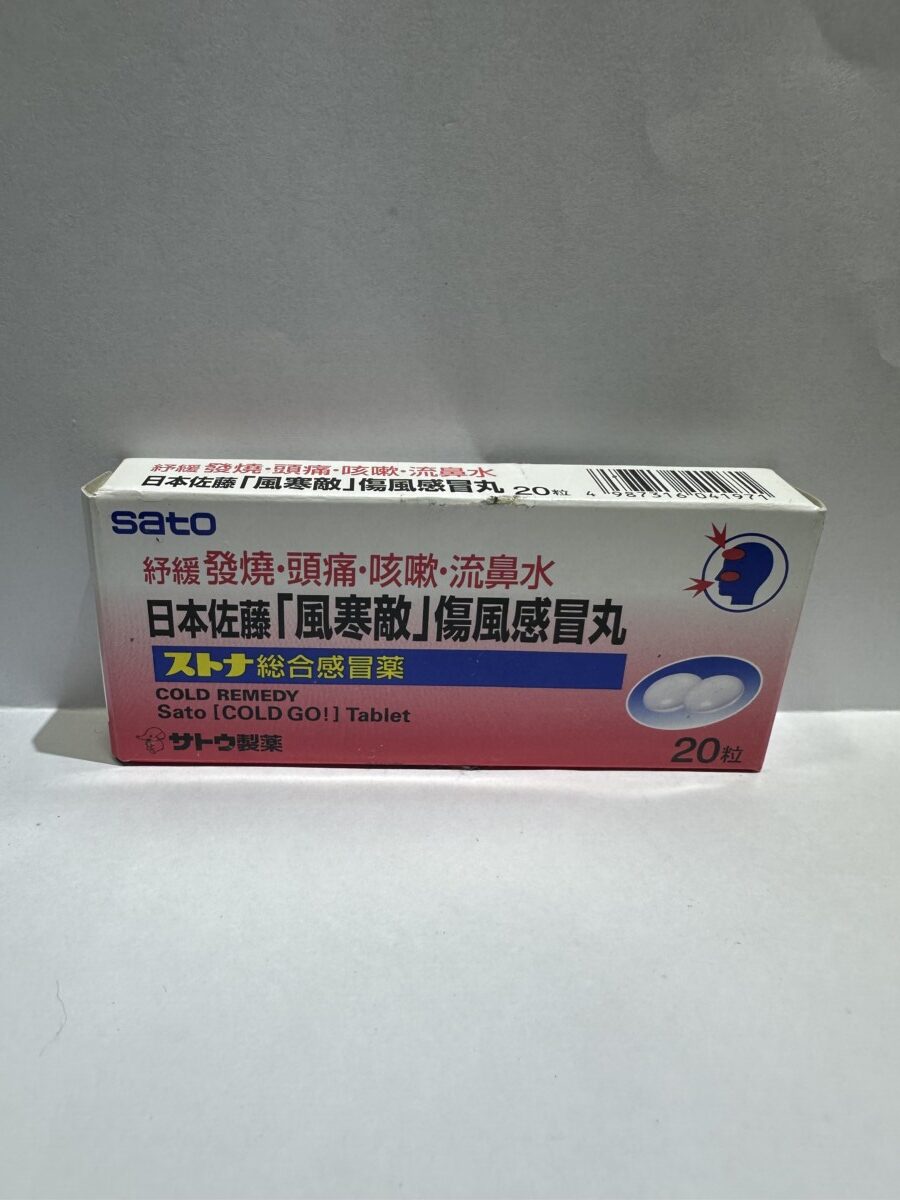 紓緩 發燒・頭痛・咳嗽・流鼻水
日本佐藤「風寒敵」傷風感冒丸 20粒
4 987316 041971
sato
紓緩 發燒・頭痛・咳嗽・流鼻水
日本佐藤「風寒敵」傷風感冒丸
ストナ総合感冒薬
COLD REMEDY
Sato [COLD GO!] Tablet
サトウ製薬
20粒